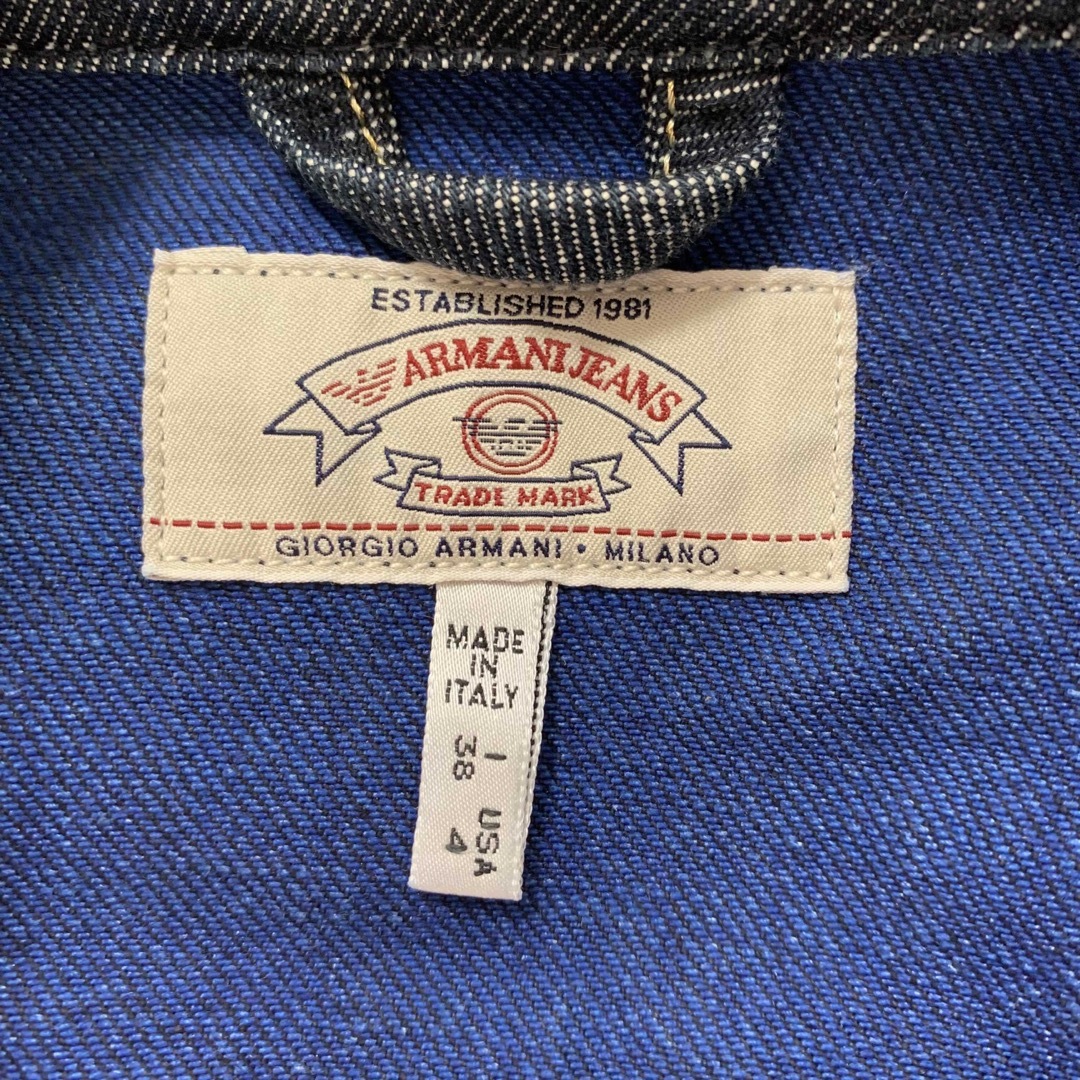 ESTABLISHED 1981
ARMANI JEANS
TRADE MARK
GIORGIO ARMANI • MILANO
MADE
IN
ITALY
I USA
38 4